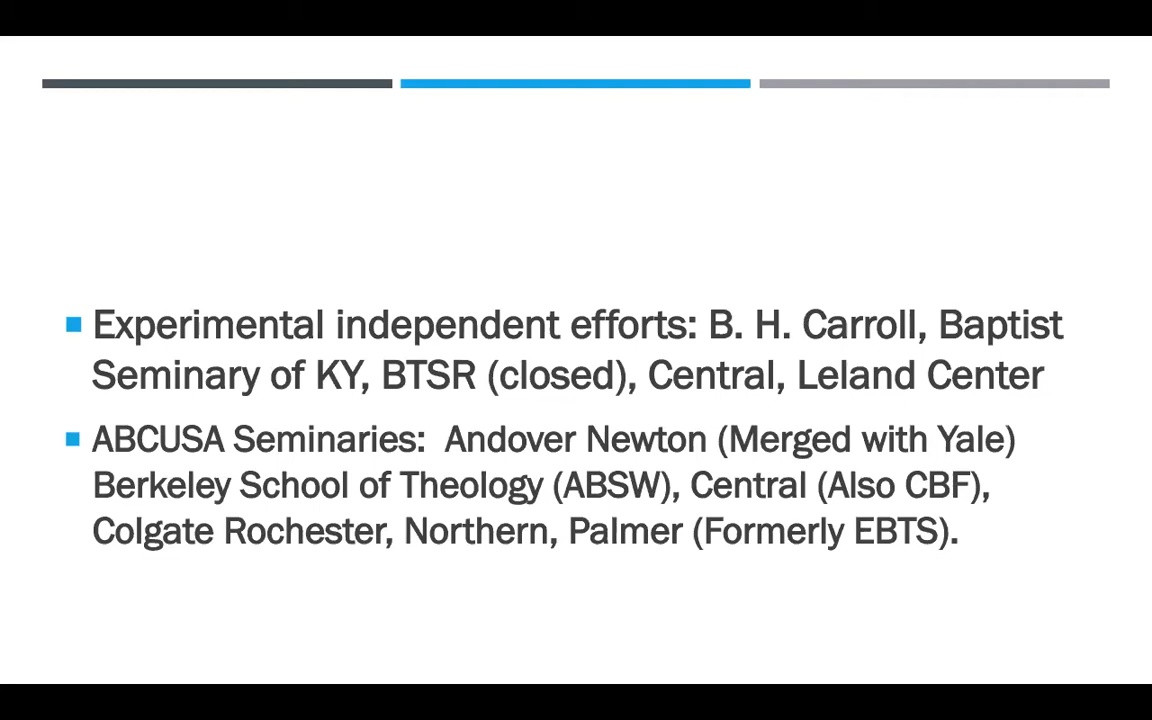 Experimental independent efforts: B. H. Carroll, Baptist
Seminary of KY, BTSR (closed), Central, Leland Center
ABCUSA Seminaries:  Andover Newton (Merged with Yale)
Berkeley School of Theology (ABSW), Central (Also CBF),
Colgate Rochester, Northern, Palmer (Formerly EBTS).